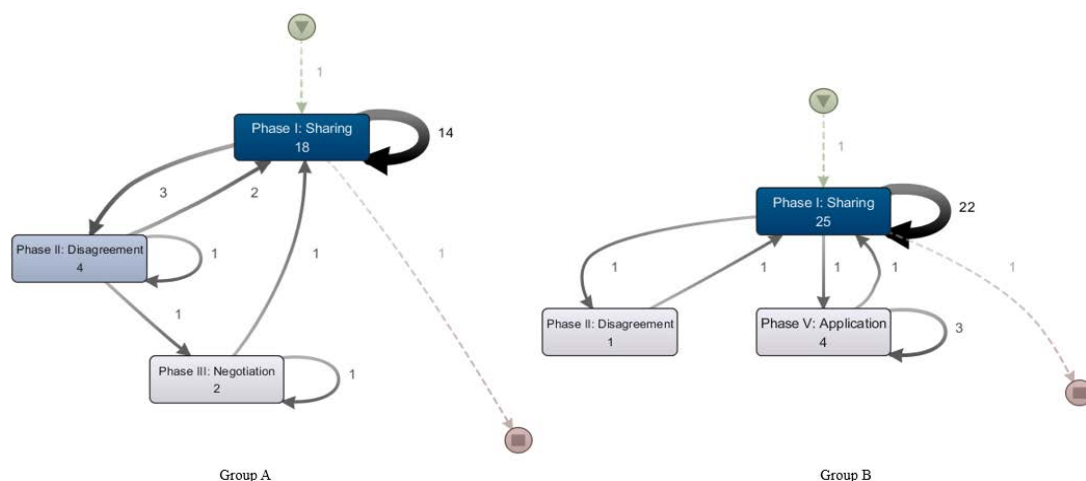 1
Phase I: Sharing
18
14
3
2
Phase II: Disagreement
4
1
1
1
1
Phase III: Negotiation
2
1
Group A
1
Phase I: Sharing
25
22
1
1
1
1
1
Phase II: Disagreement
1
Phase V: Application
4
3
Group B